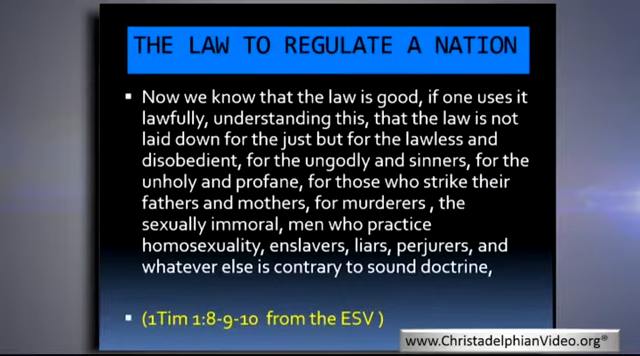 THE LAW TO REGULATE A NATION
▪ Now we know that the law is good, if one uses it
lawfully, understanding this, that the law is not
laid down for the just but for the lawless and
disobedient, for the ungodly and sinners, for the
unholy and profane, for those who strike their
fathers and mothers, for murderers , the
sexually immoral, men who practice
homosexuality, enslavers, liars, perjurers, and
whatever else is contrary to sound doctrine,
▪ (1Tim 1:8-9-10 from the ESV )
www.ChristadelphianVideo.org®